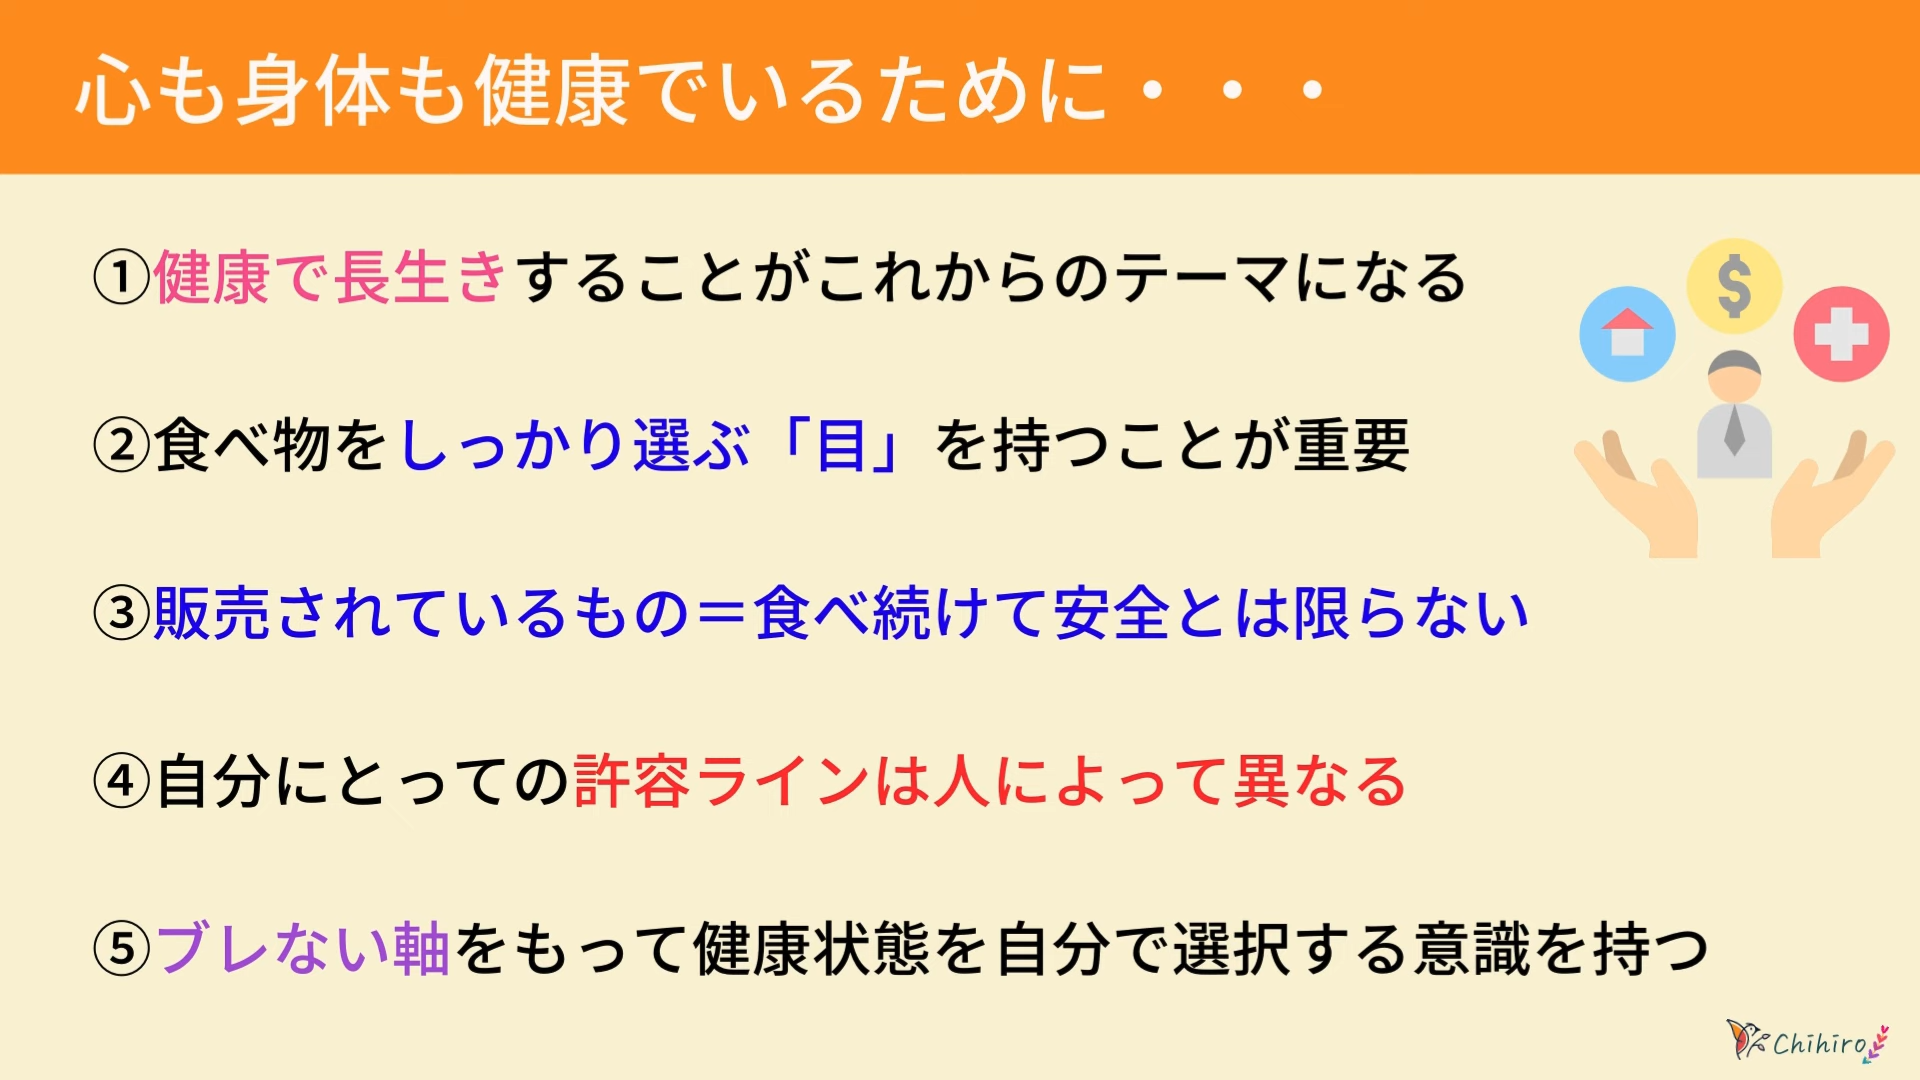 心も身体も健康でいるために・・・
①健康で長生きすることがこれからのテーマになる
②食べ物をしっかり選ぶ「目」を持つことが重要
③販売されているもの＝食べ続けて安全とは限らない
④自分にとっての許容ラインは人によって異なる
⑤ブレない軸をもって健康状態を自分で選択する意識を持つ
$
Chihiro